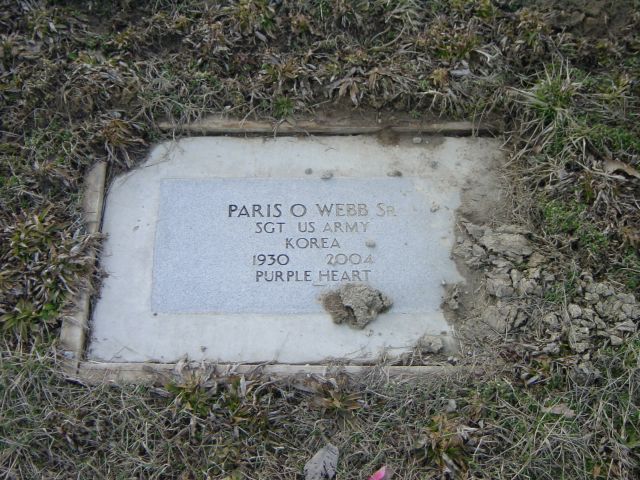 PARIS O WEBB SR
SGT US ARMY
KOREA
1930 2004
PURPLE HEART